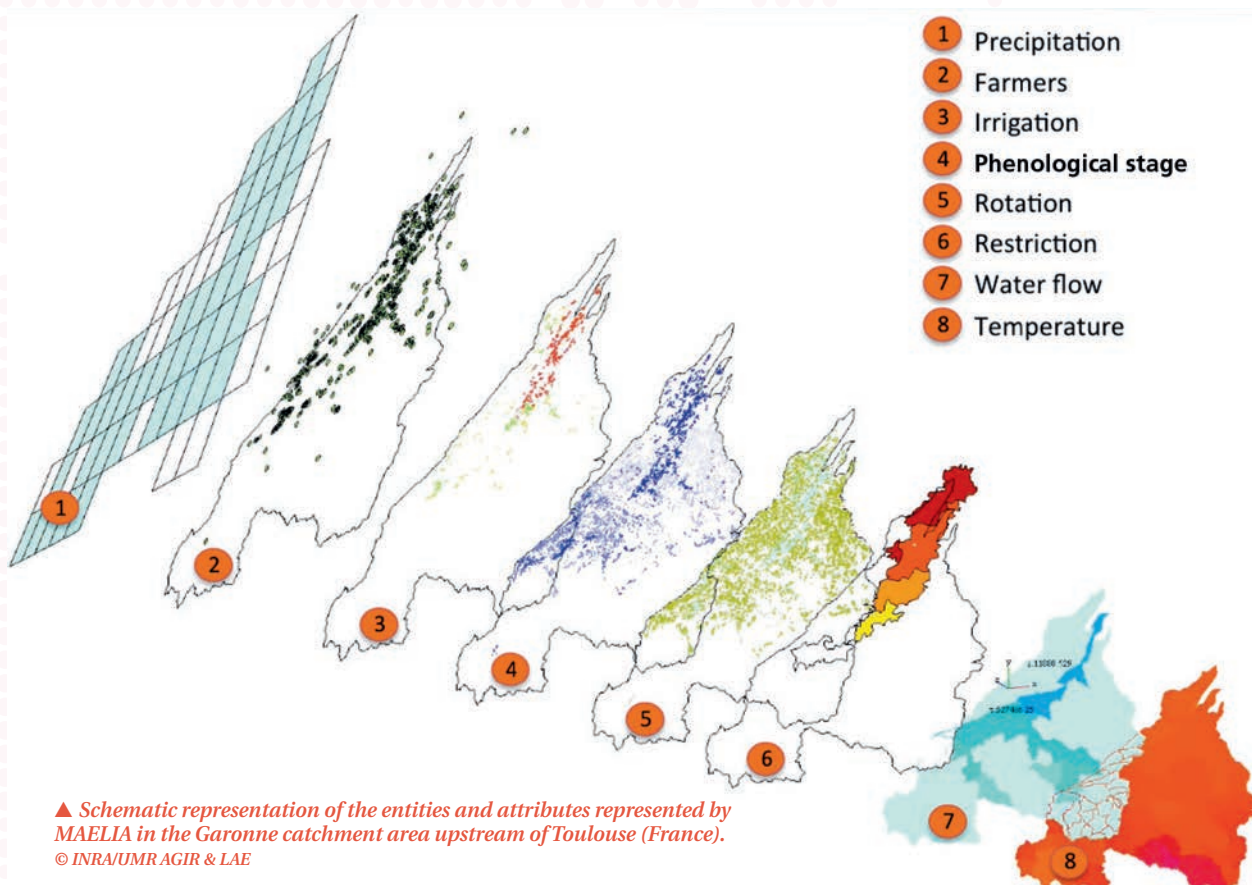 1 Precipitation
2 Farmers
3 Irrigation
4 Phenological stage
5 Rotation
6 Restriction
7 Water flow
8 Temperature
1
2
3
4
5
6
7
8
y
z
x
▲ Schematic representation of the entities and attributes represented by
MAELIA in the Garonne catchment area upstream of Toulouse (France).
© INRA/UMR AGIR & LAE